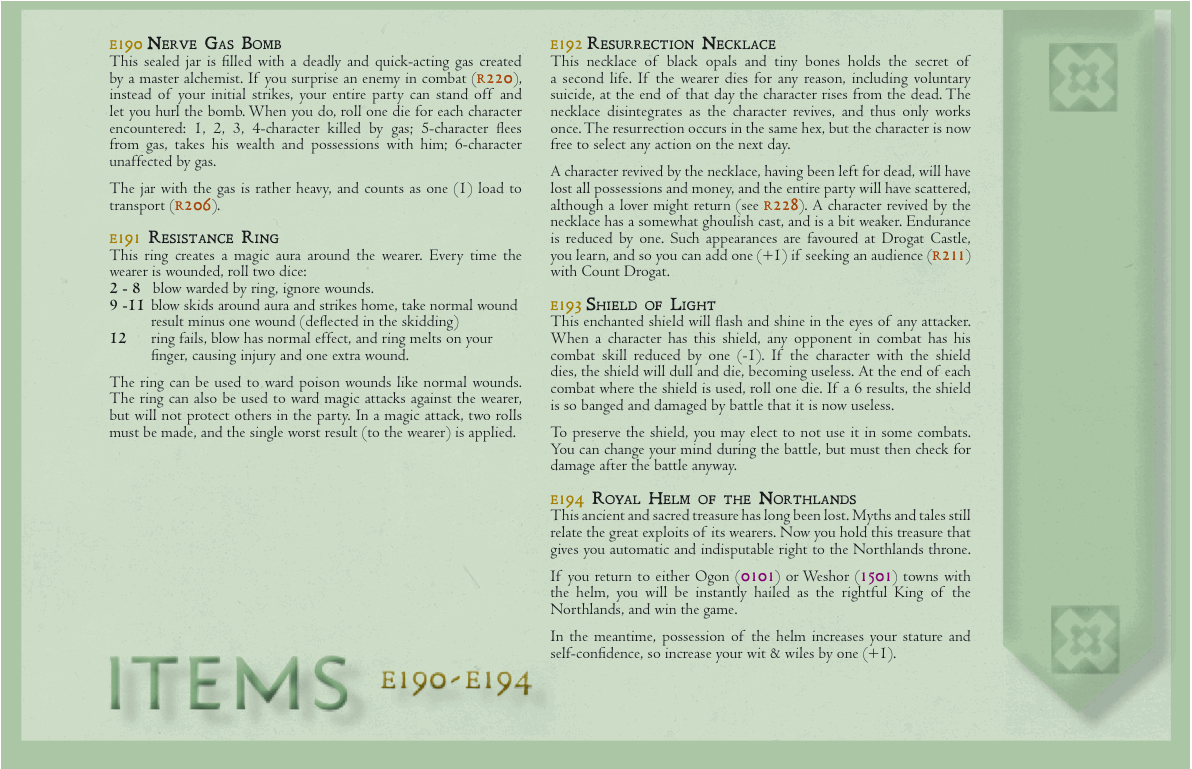 E190 Nerve Gas Bomb
This sealed jar is filled with a deadly and quick-acting gas created
by a master alchemist. If you surprise an enemy in combat (R220),
instead of your initial strikes, your entire party can stand off and
let you hurl the bomb. When you do, roll one die for each character
encountered: 1, 2, 3, 4-character killed by gas; 5-character flees
from gas, takes his wealth and possessions with him; 6-character
unaffected by gas.
The jar with the gas is rather heavy, and counts as one (1) load to
transport (R206).
E191 Resistance Ring
This ring creates a magic aura around the wearer. Every time the
wearer is wounded, roll two dice:
2 - 8 blow warded by ring, ignore wounds.
9 -11 blow skids around aura and strikes home, take normal wound
result minus one wound (deflected in the skidding)
12 ring fails, blow has normal effect, and ring melts on your
finger, causing injury and one extra wound.
The ring can be used to ward poison wounds like normal wounds.
The ring can also be used to ward magic attacks against the wearer,
but will not protect others in the party. In a magic attack, two rolls
must be made, and the single worst result (to the wearer) is applied.
E192 Resurrection Necklace
This necklace of black opals and tiny bones holds the secret of
a second life. If the wearer dies for any reason, including voluntary
suicide, at the end of that day the character rises from the dead. The
necklace disintegrates as the character revives, and thus only works
once. The resurrection occurs in the same hex, but the character is now
free to select any action on the next day.
A character revived by the necklace, having been left for dead, will have
lost all possessions and money, and the entire party will have scattered,
although a lover might return (see R228). A character revived by the
necklace has a somewhat ghoulish cast, and is a bit weaker. Endurance
is reduced by one. Such appearances are favoured at Drogat Castle,
you learn, and so you can add one (+1) if seeking an audience (R211)
with Count Drogat.
E193 Shield of Light
This enchanted shield will flash and shine in the eyes of any attacker.
When a character has this shield, any opponent in combat has his
combat skill reduced by one (-1). If the character with the shield
dies, the shield will dull and die, becoming useless. At the end of each
combat where the shield is used, roll one die. If a 6 results, the shield
is so banged and damaged by battle that it is now useless.
To preserve the shield, you may elect to not use it in some combats.
You can change your mind during the battle, but must then check for
damage after the battle anyway.
E194 Royal Helm of the Northlands
This ancient and sacred treasure has long been lost. Myths and tales still
relate the great exploits of its wearers. Now you hold this treasure that
gives you automatic and indisputable right to the Northlands throne.
If you return to either Ogon (0101) or Weshor (1501) towns with
the helm, you will be instantly hailed as the rightful King of the
Northlands, and win the game.
In the meantime, possession of the helm increases your stature and
self-confidence, so increase your wit & wiles by one (+1).
ITEMS E190-E194